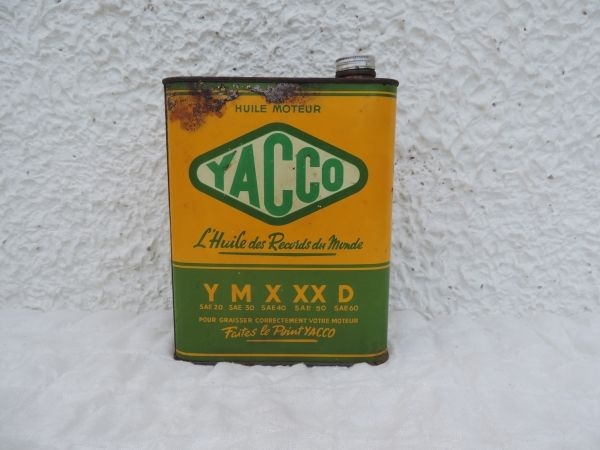 HUILE MOTEUR
YACCO
L'Huile des Records du Monde
Y M X XX D
SAE 20 SAE 30 SAE 40 SAE 50 SAE 60
POUR GRAISSER CORRECTEMENT VOTRE MOTEUR
Faites le Point YACCO